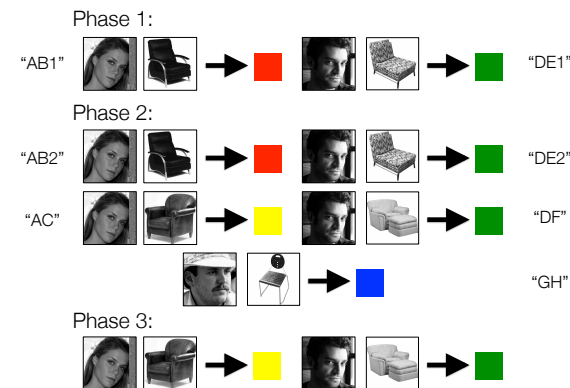 Phase 1:
“AB1” “DE1”
Phase 2:
“AB2” “DE2”
“AC” “DF”
“GH”
Phase 3: